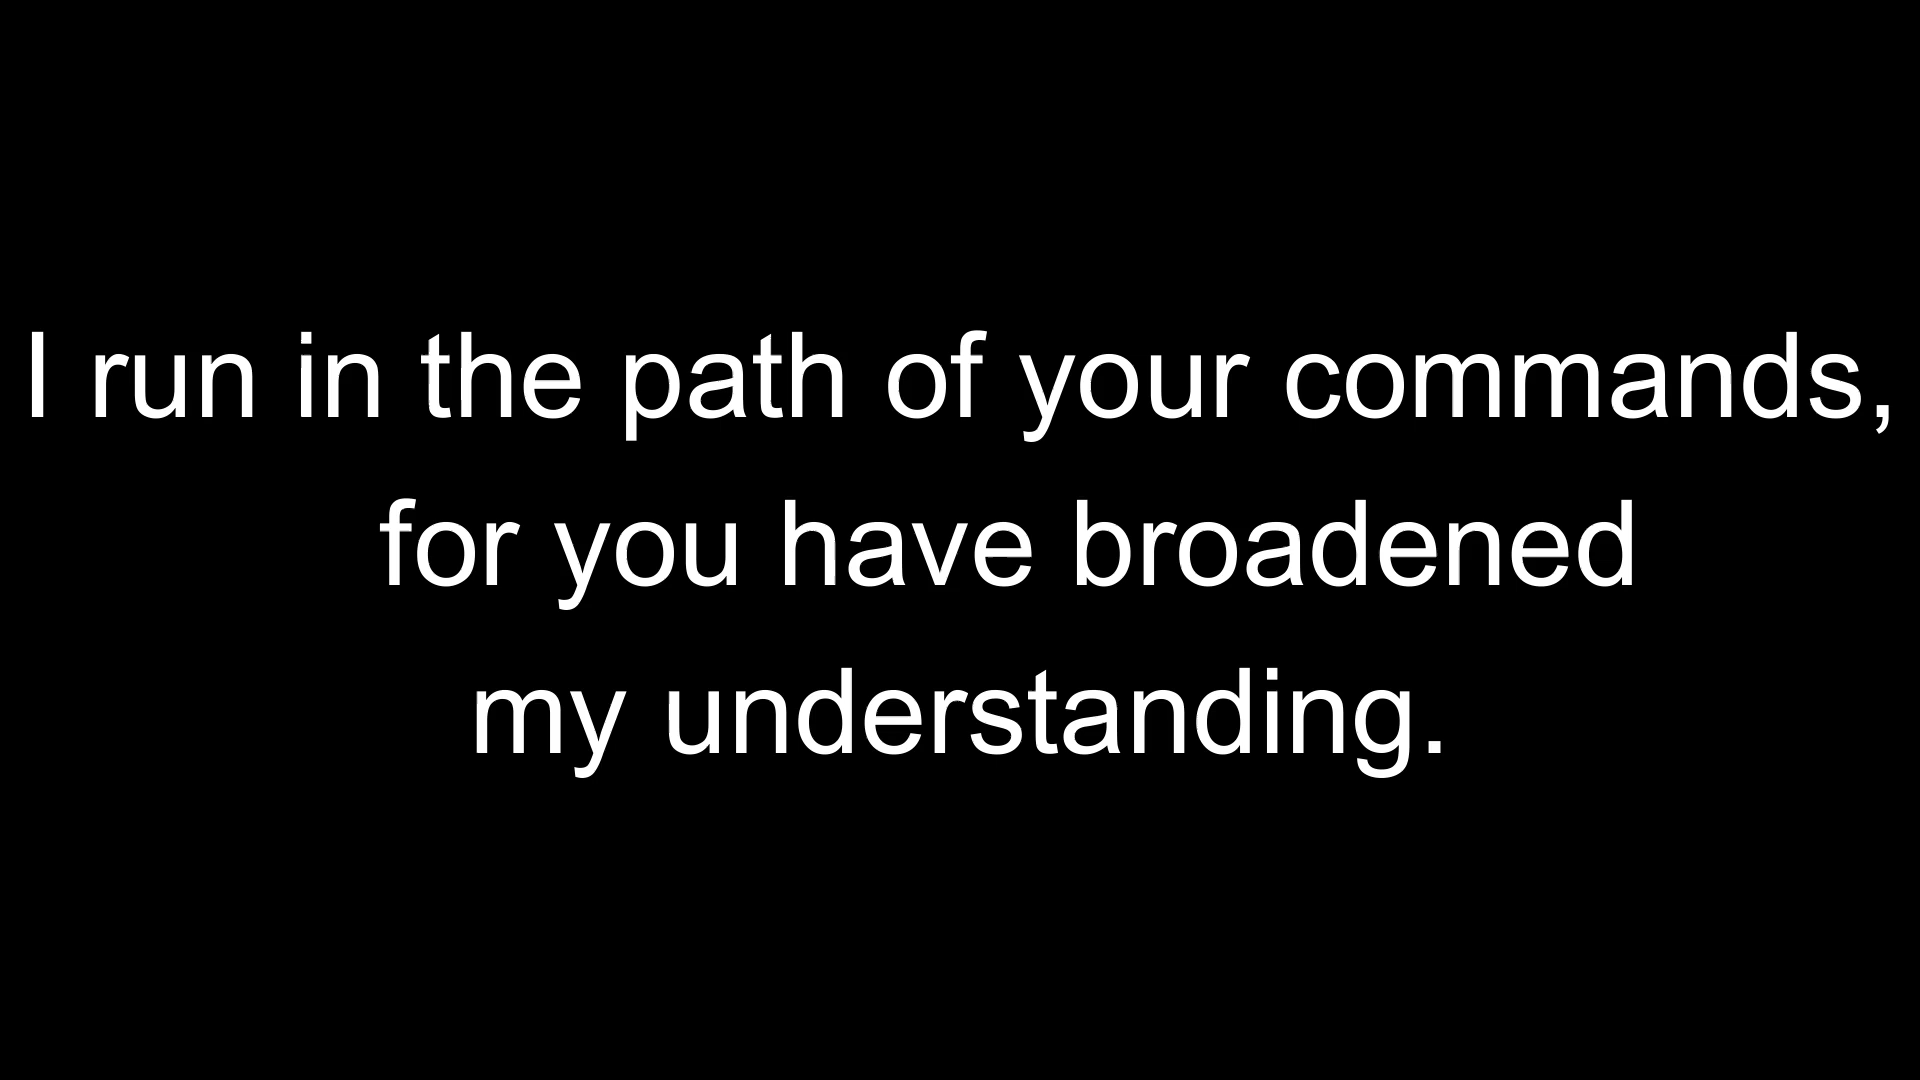 I run in the path of your commands,
for you have broadened
my understanding.